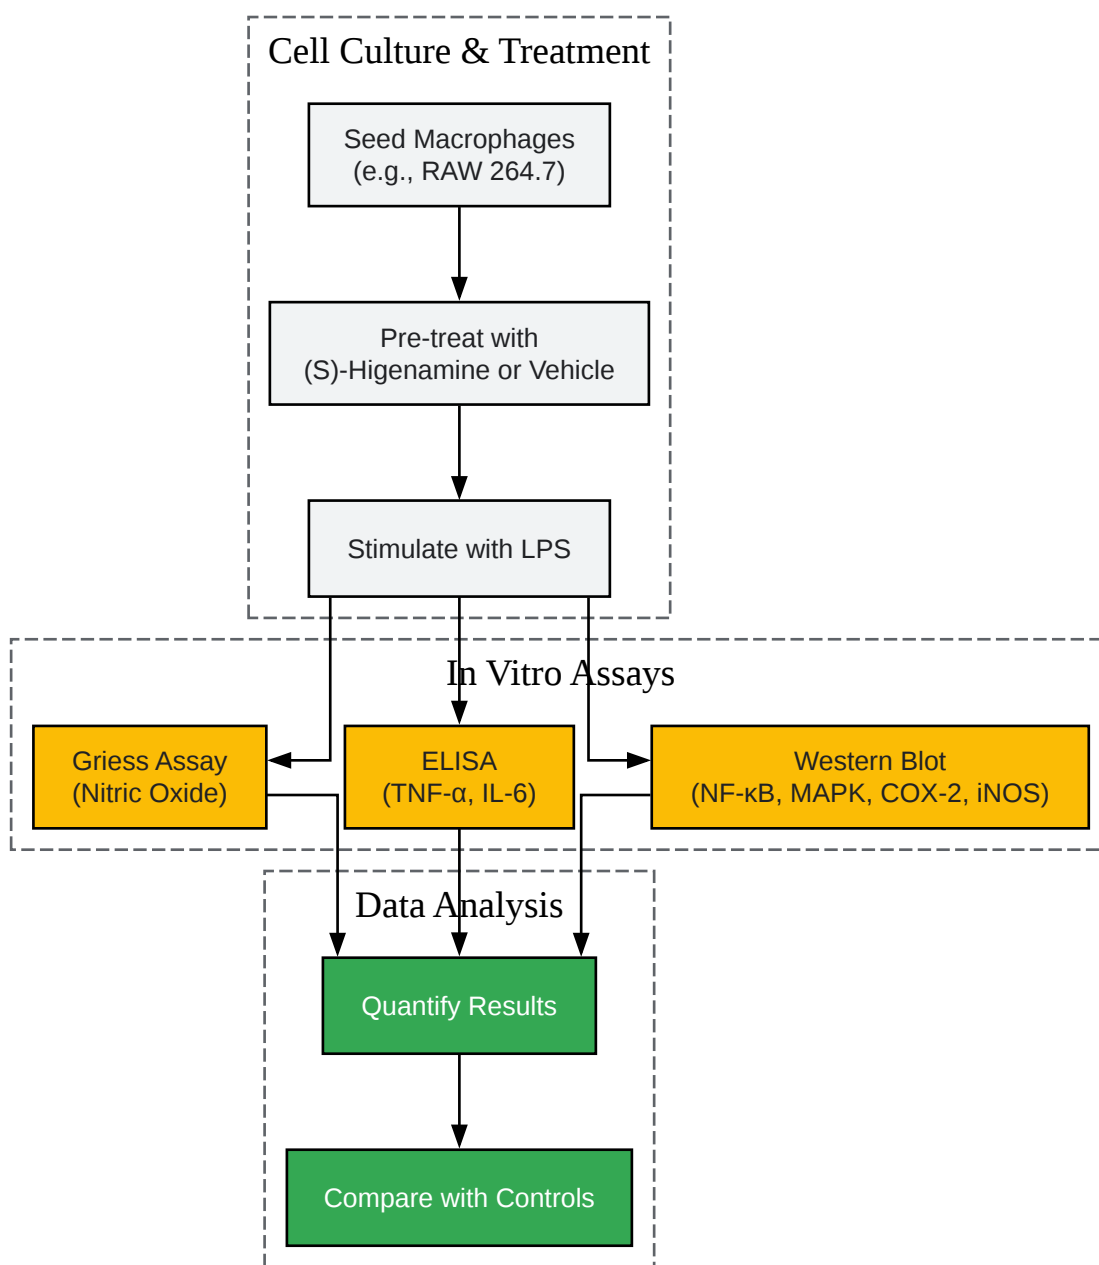 Cell Culture & Treatment
Seed Macrophages
(e.g., RAW 264.7)
Pre-treat with
(S)-Higenamine or Vehicle
Stimulate with LPS
In Vitro Assays
Griess Assay
(Nitric Oxide)
ELISA
(TNF-α, IL-6)
Western Blot
(NF-κB, MAPK, COX-2, iNOS)
Data Analysis
Quantify Results
Compare with Controls